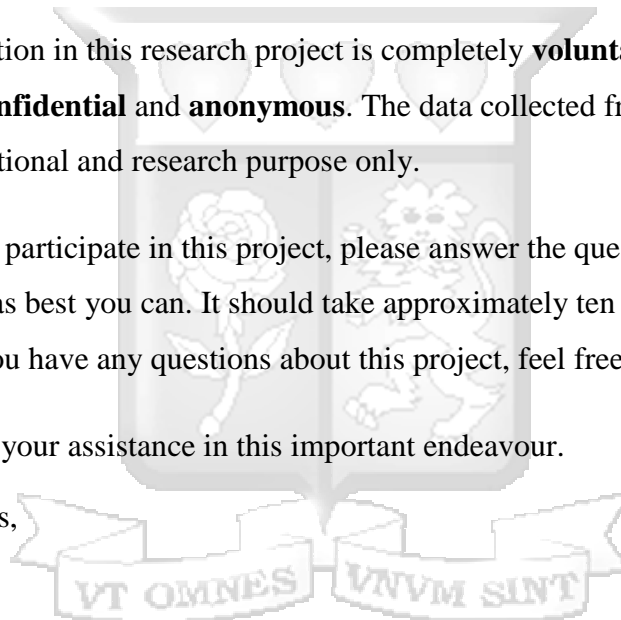 tion in this research project is completely volunta
nfidential and anonymous. The data collected fr
tional and research purpose only.
participate in this project, please answer the que
as best you can. It should take approximately ten
ou have any questions about this project, feel free
your assistance in this important endeavour.
s,
VT OMNES VNVM SINT